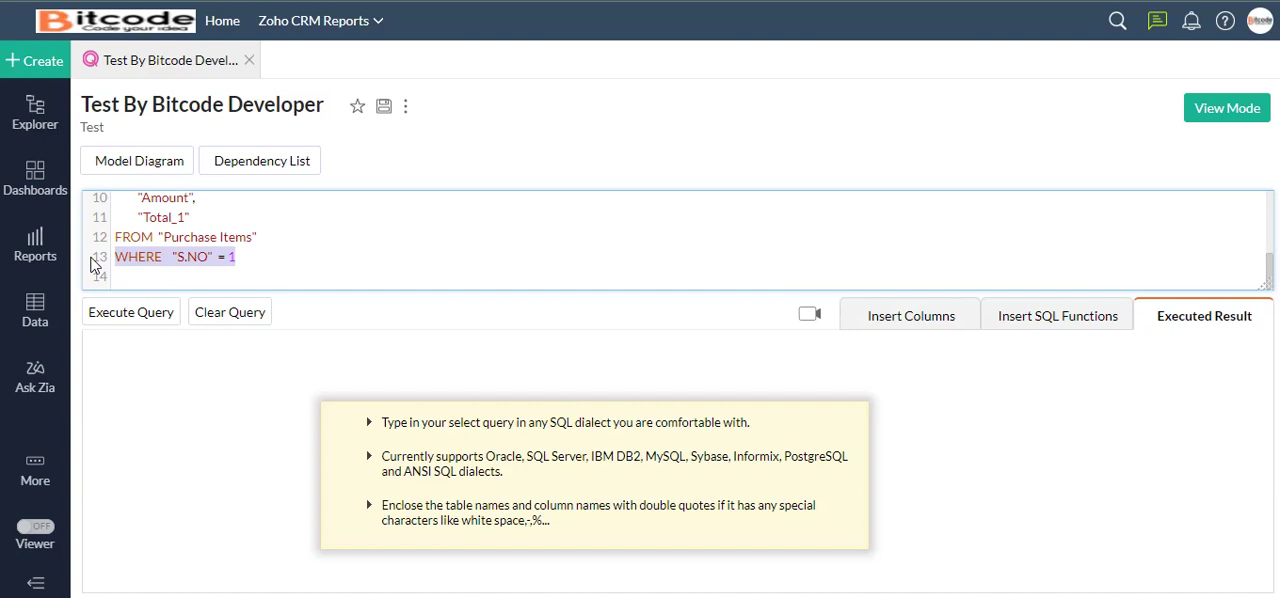 Bitcode
Code your idea
Home
Zoho CRM Reports
Create
Test By Bitcode Devel...
Explorer
Dashboards
Reports
Data
Ask Zia
More
OFF
Viewer
Test By Bitcode Developer
View Mode
Test
Model Diagram
Dependency List
10 "Amount",
11 "Total_1"
12 FROM "Purchase Items"
13 WHERE "S.NO" = 1
14
Execute Query
Clear Query
Insert Columns
Insert SQL Functions
Executed Result
Type in your select query in any SQL dialect you are comfortable with.
Currently supports Oracle, SQL Server, IBM DB2, MySQL, Sybase, Informix, PostgreSQL
and ANSI SQL dialects.
Enclose the table names and column names with double quotes if it has any special
characters like white space,-,%...